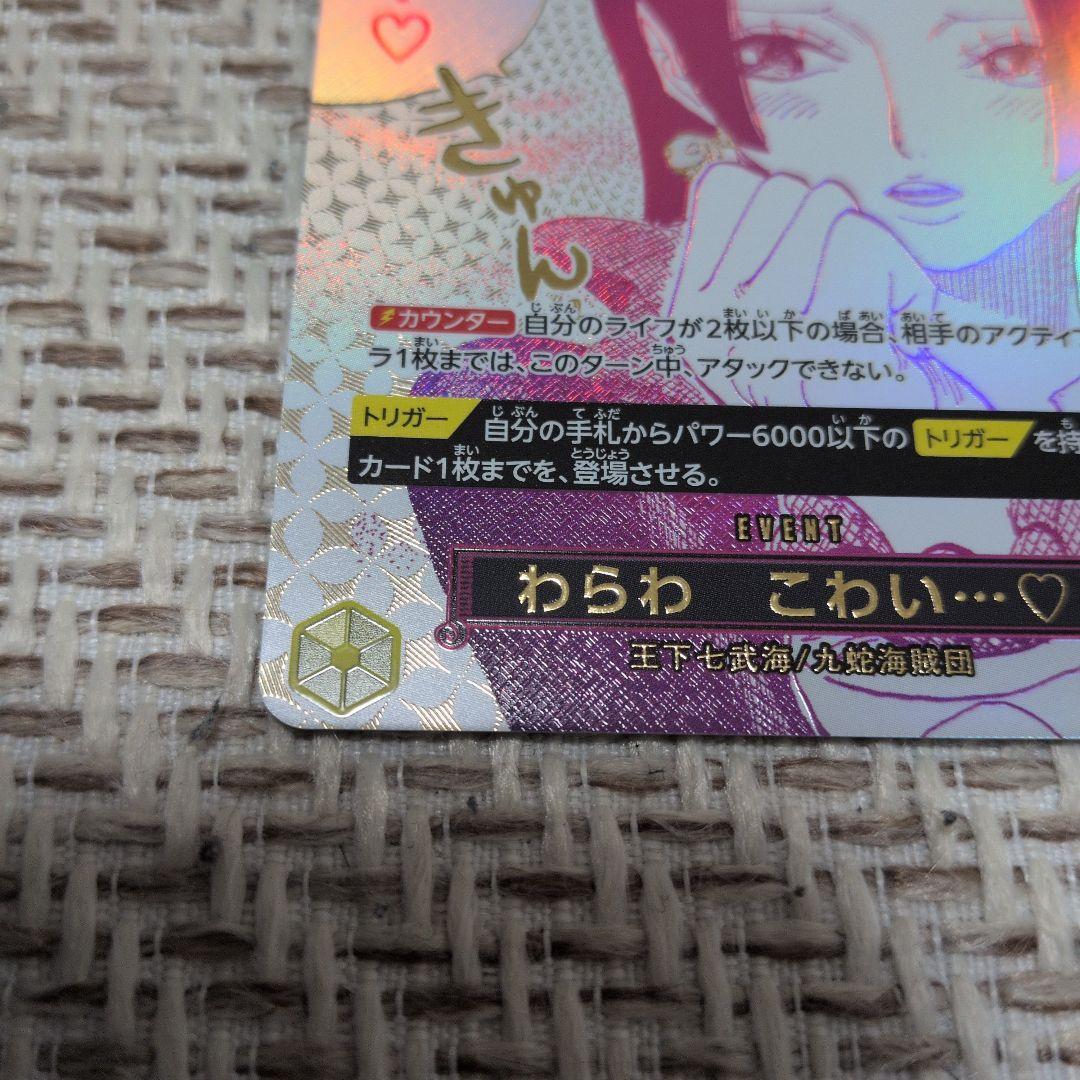 きゅん
カウンター 自分のライフが2枚以下の場合、相手のアクティ
ラ1枚までは、このターン中、アタックできない。
トリガー 自分の手札からパワー6000以下の トリガー を持
カード1枚までを、登場させる。
EVENT
わらわ こわい…♡
王下七武海/九蛇海賊団